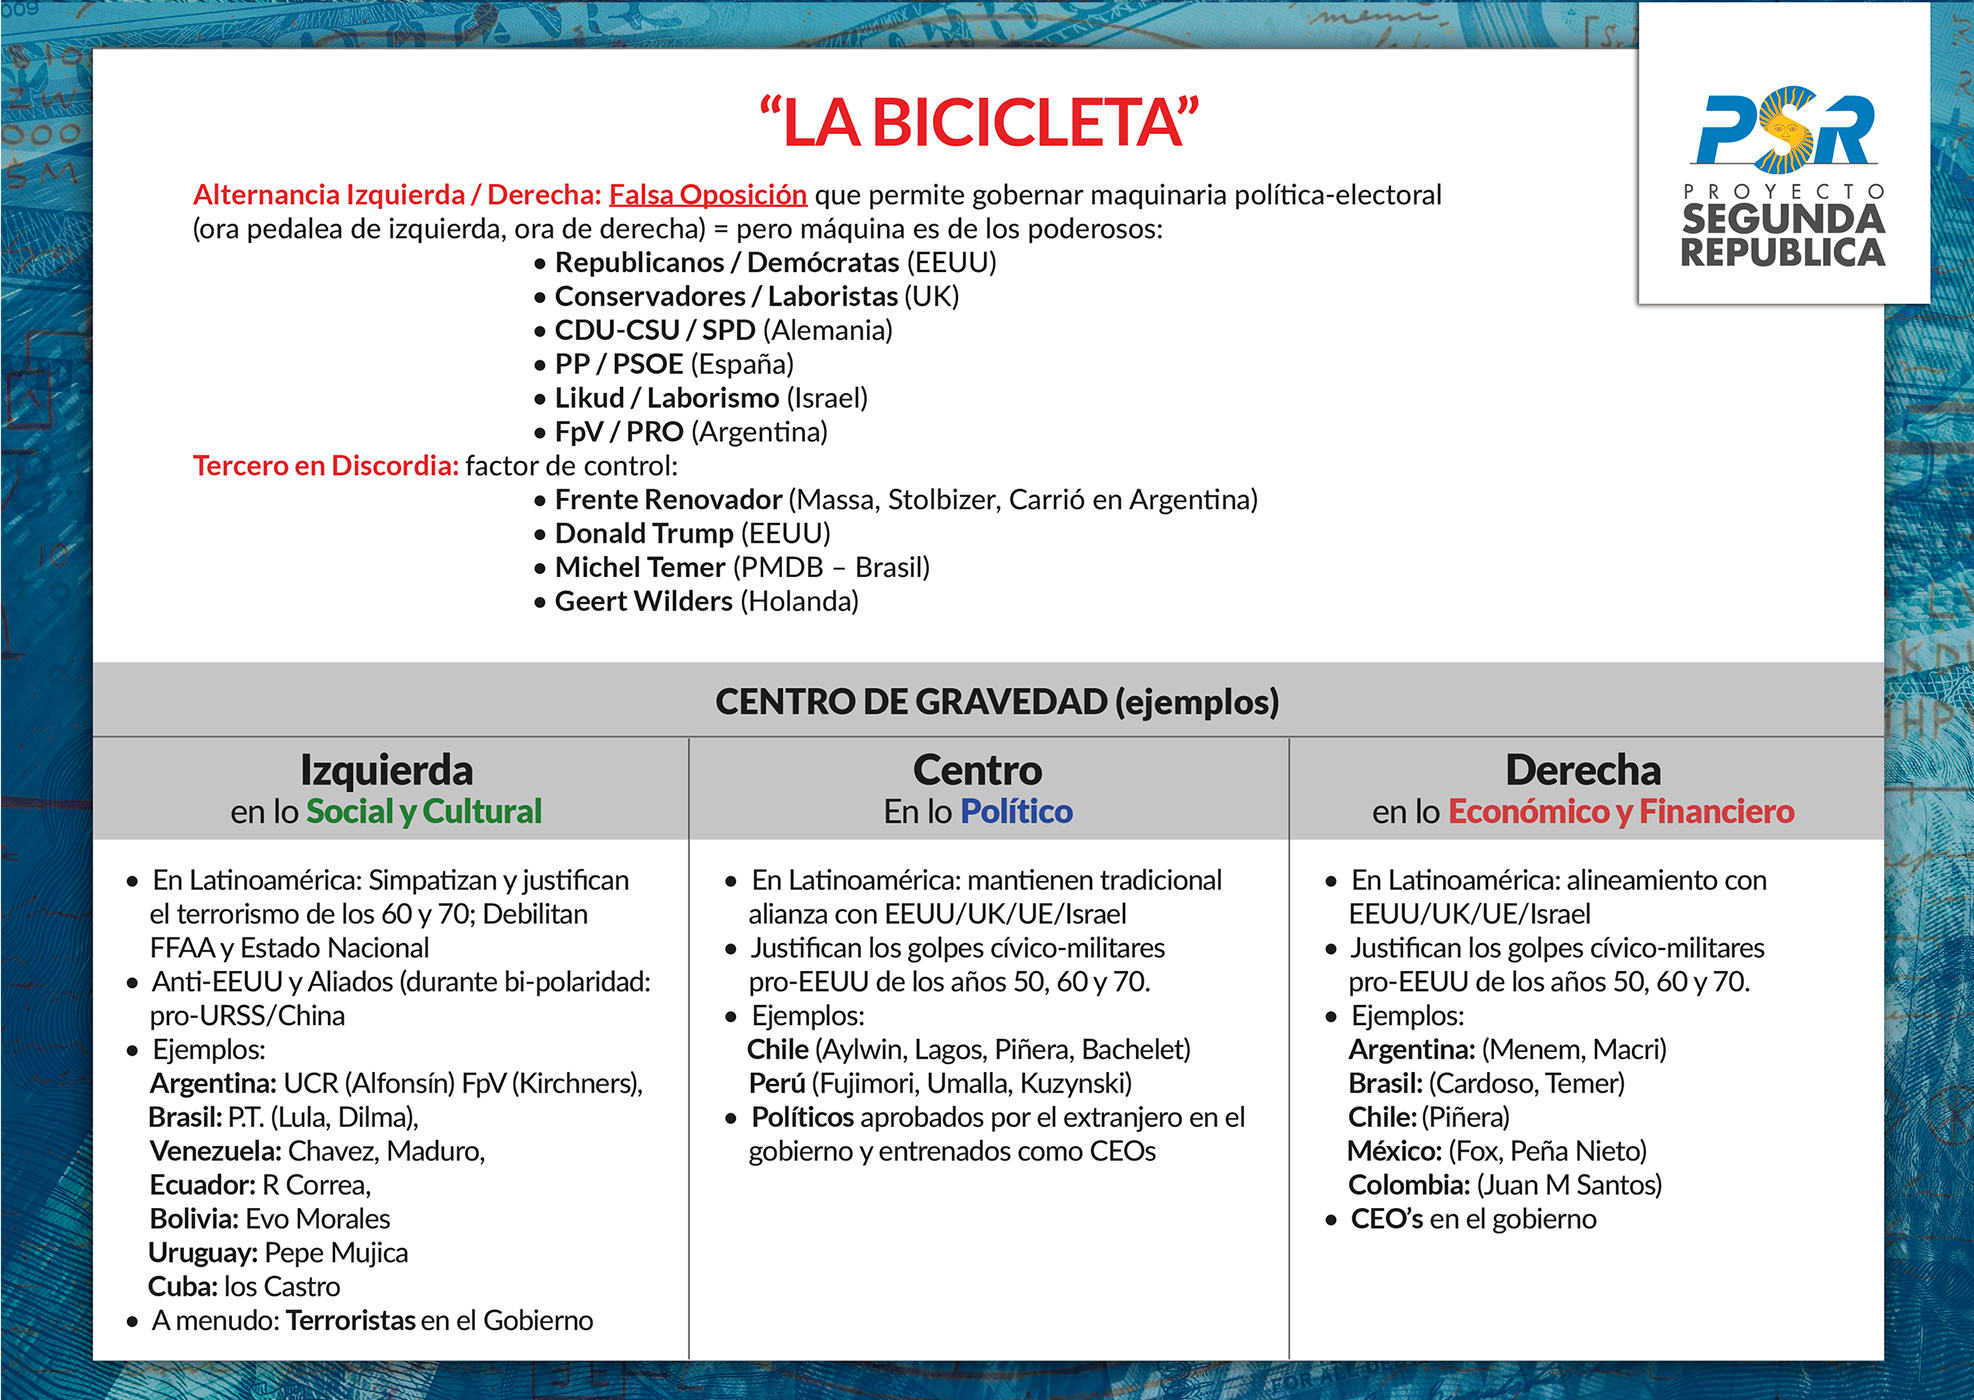 “LA BICICLETA”
PSR
PROYECTO
SEGUNDA
REPUBLICA
Alternancia Izquierda / Derecha: Falsa Oposición que permite gobernar maquinaria política-electoral
(ora pedalea de izquierda, ora de derecha) = pero máquina es de los poderosos:
• Republicanos / Demócratas (EEUU)
• Conservadores / Laboristas (UK)
• CDU-CSU / SPD (Alemania)
• PP / PSOE (España)
• Likud / Laborismo (Israel)
• FpV / PRO (Argentina)
Tercero en Discordia: factor de control:
• Frente Renovador (Massa, Stolbizer, Carrió en Argentina)
• Donald Trump (EEUU)
• Michel Temer (PMDB – Brasil)
• Geert Wilders (Holanda)
CENTRO DE GRAVEDAD (ejemplos)
Izquierda
en lo Social y Cultural
• En Latinoamérica: Simpatizan y justifican
el terrorismo de los 60 y 70; Debilitan
FFAA y Estado Nacional
• Anti-EEUU y Aliados (durante bi-polaridad:
pro-URSS/China
• Ejemplos:
Argentina: UCR (Alfonsín) FpV (Kirchners),
Brasil: P.T. (Lula, Dilma),
Venezuela: Chavez, Maduro,
Ecuador: R Correa,
Bolivia: Evo Morales
Uruguay: Pepe Mujica
Cuba: los Castro
• A menudo: Terroristas en el Gobierno
Centro
En lo Político
• En Latinoamérica: mantienen tradicional
alianza con EEUU/UK/UE/Israel
• Justifican los golpes cívico-militares
pro-EEUU de los años 50, 60 y 70.
• Ejemplos:
Chile (Aylwin, Lagos, Piñera, Bachelet)
Perú (Fujimori, Umalla, Kuzynski)
• Políticos aprobados por el extranjero en el
gobierno y entrenados como CEOs
Derecha
en lo Económico y Financiero
• En Latinoamérica: alineamiento con
EEUU/UK/UE/Israel
• Justifican los golpes cívico-militares
pro-EEUU de los años 50, 60 y 70.
• Ejemplos:
Argentina: (Menem, Macri)
Brasil: (Cardoso, Temer)
Chile: (Piñera)
México: (Fox, Peña Nieto)
Colombia: (Juan M Santos)
• CEO’s en el gobierno